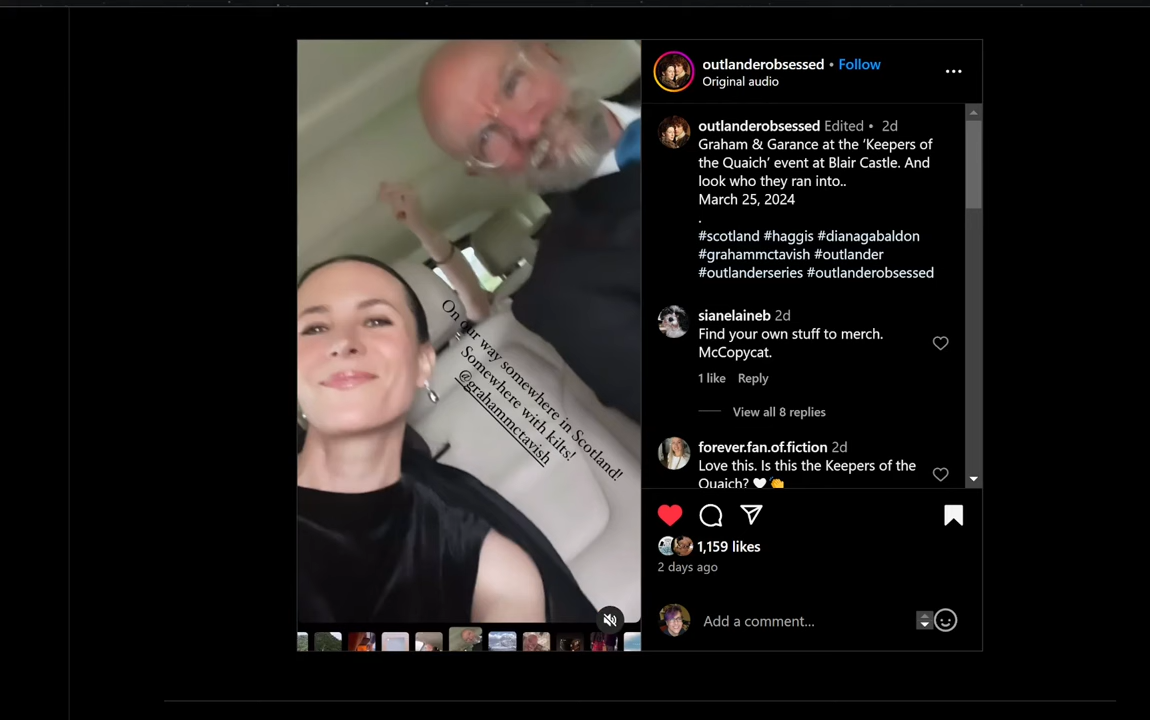 On our way somewhere in Scotland!
Somewhere with kilts!
@grahammctavish
outlanderobsessed • Follow
Original audio
outlanderobsessed Edited • 2d
Graham & Garance at the ‘Keepers of
the Quaich’ event at Blair Castle. And
look who they ran into..
March 25, 2024
.
#scotland #haggis #dianagabaldon
#grahammctavish #outlander
#outlanderseries #outlanderobsessed
sianelaineb 2d
Find your own stuff to merch.
McCopycat.
1 like Reply
View all 8 replies
forever.fan.of.fiction 2d
Love this. Is this the Keepers of the
Quaich? 🤍👏
1,159 likes
2 days ago
Add a comment...